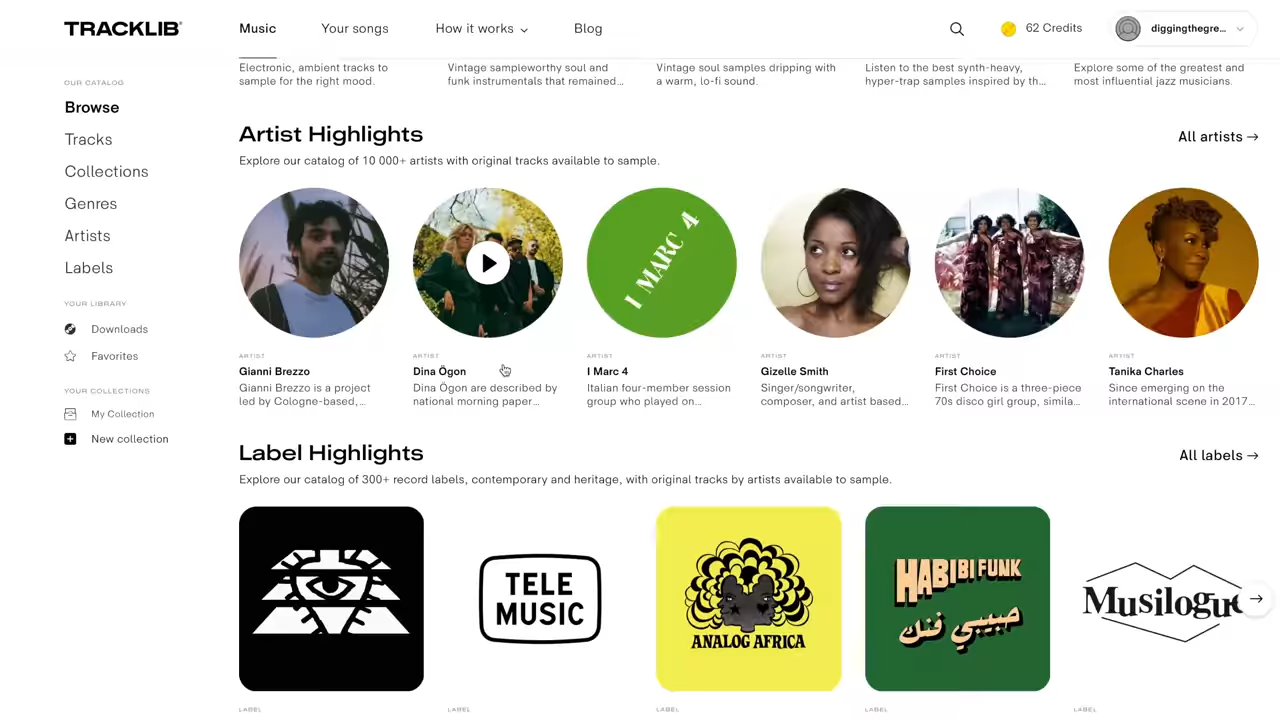 TRACKLIB
Music
Your songs
How it works
Blog
62 Credits
diggingthegre...
OUR CATALOG
Browse
Tracks
Collections
Genres
Artists
Labels
YOUR LIBRARY
Downloads
Favorites
YOUR COLLECTIONS
My Collection
New collection
Electronic, ambient tracks to
sample for the right mood.
Vintage sampleworthy soul and
funk instrumentals that remained...
Vintage soul samples dripping with
a warm, lo-fi sound.
Listen to the best synth-heavy,
hyper-trap samples inspired by th...
Explore some of the greatest and
most influential jazz musicians.
Artist Highlights
All artists →
Explore our catalog of 10 000+ artists with original tracks available to sample.
I MARC 4
ARTIST
Gianni Brezzo
Gianni Brezzo is a project
led by Cologne-based,...
ARTIST
Dina Ögon
Dina Ögon are described by
national morning paper...
ARTIST
I Marc 4
Italian four-member session
group who played on...
ARTIST
Gizelle Smith
Singer/songwriter,
composer, and artist based...
ARTIST
First Choice
First Choice is a three-piece
70s disco girl group, simila...
ARTIST
Tanika Charles
Since emerging on the
international scene in 2017...
Label Highlights
All labels →
Explore our catalog of 300+ record labels, contemporary and heritage, with original tracks by artists available to sample.
TELE
MUSIC
ANALOG AFRICA
HABIBI FUNK
حبيبي فنك
Musilogue
LABEL
LABEL
LABEL
LABEL
LABEL